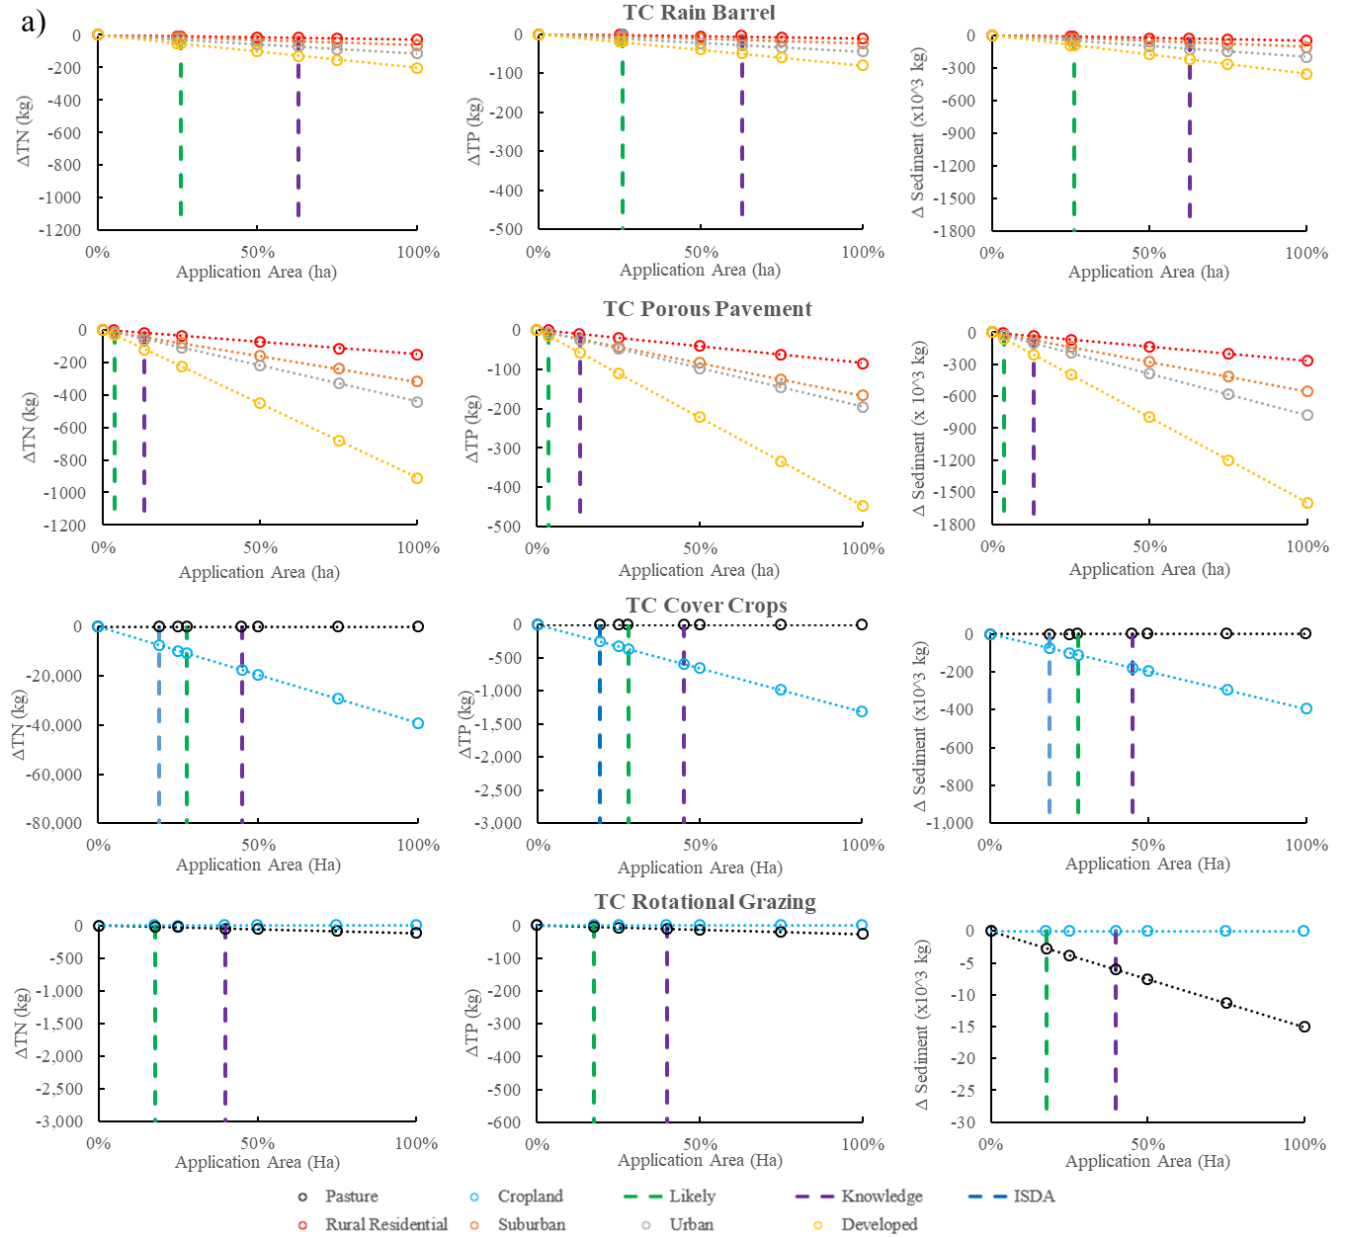 a)
TC Rain Barrel
0
-200
-400
-600
-800
-1000
-1200
ΔTN (kg)
0% 50% 100%
Application Area (ha)
0
-100
-200
-300
-400
-500
ΔTP (kg)
0% 50% 100%
Application Area (ha)
0
-300
-600
-900
-1200
-1500
-1800
Δ Sediment (x10^3 kg)
0% 50% 100%
Application Area (ha)
TC Porous Pavement
0
-200
-400
-600
-800
-1000
-1200
ΔTN (kg)
0% 50% 100%
Application Area (ha)
0
-100
-200
-300
-400
-500
ΔTP (kg)
0% 50% 100%
Application Area (ha)
0
-300
-600
-900
-1200
-1500
-1800
Δ Sediment (x 10^3 kg)
0% 50% 100%
Application Area (ha)
TC Cover Crops
0
-20,000
-40,000
-60,000
-80,000
ΔTN (kg)
0% 50% 100%
Application Area (Ha)
0
-500
-1,000
-1,500
-2,000
-2,500
-3,000
ΔTP (kg)
0% 50% 100%
Application Area (Ha)
0
-200
-400
-600
-800
-1,000
Δ Sediment (x10^3 kg)
0% 50% 100%
Application Area (Ha)
TC Rotational Grazing
0
-500
-1,000
-1,500
-2,000
-2,500
-3,000
ΔTN (kg)
0% 50% 100%
Application Area (Ha)
0
-100
-200
-300
-400
-500
-600
ΔTP (kg)
0% 50% 100%
Application Area (Ha)
0
-5
-10
-15
-20
-25
-30
Δ Sediment (x10^3 kg)
0% 50% 100%
Application Area (Ha)
Pasture Cropland Likely Knowledge ISDA
Rural Residential Suburban Urban Developed